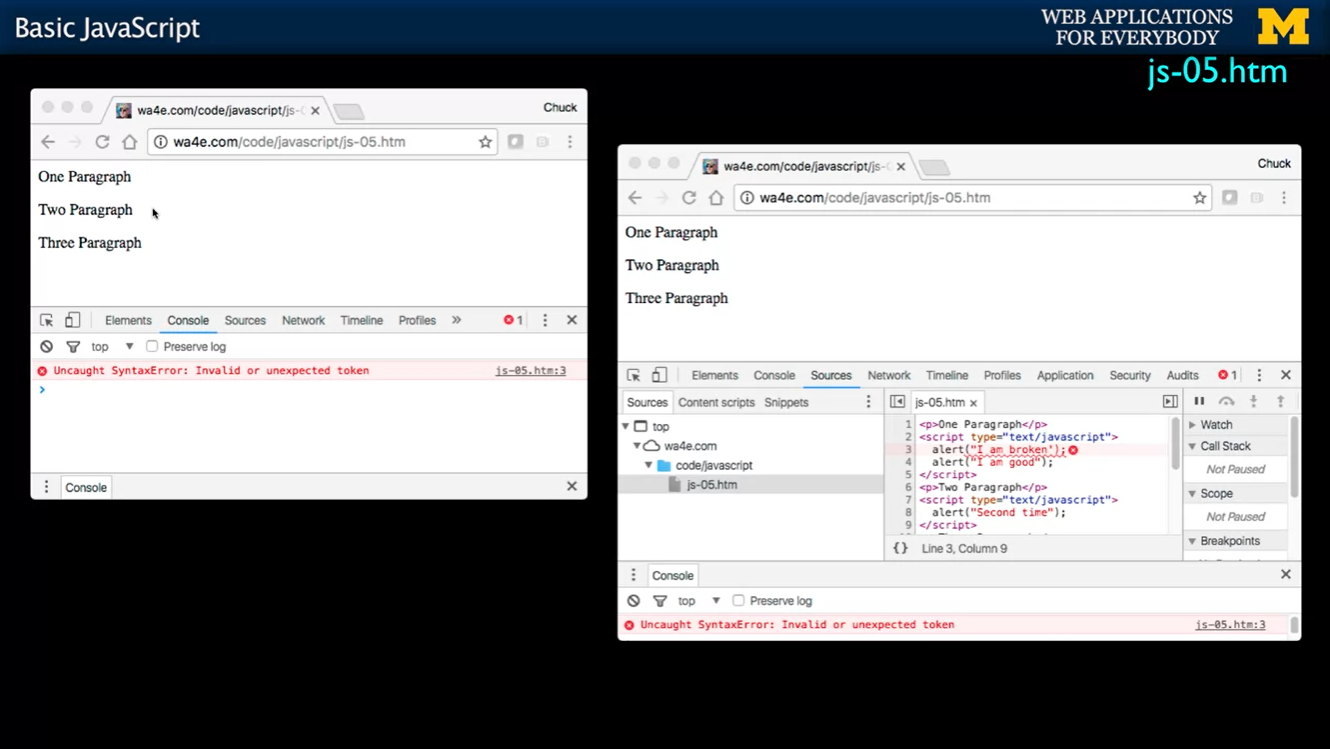 Basic JavaScript
WEB APPLICATIONS
FOR EVERYBODY
M
js-05.htm
wa4e.com/code/javascript/js-0
Chuck
wa4e.com/code/javascript/js-05.htm
One Paragraph
Two Paragraph
Three Paragraph
Elements Console Sources Network Timeline Profiles » 1
top Preserve log
Uncaught SyntaxError: Invalid or unexpected token js-05.htm:3
>
Console
wa4e.com/code/javascript/js-0
Chuck
wa4e.com/code/javascript/js-05.htm
One Paragraph
Two Paragraph
Three Paragraph
Elements Console Sources Network Timeline Profiles Application Security Audits 1
Sources Content scripts Snippets
top
wa4e.com
code/javascript
js-05.htm
js-05.htm ×
1 <p>One Paragraph</p>
2 <script type="text/javascript">
3 alert("I am broken');
4 alert("I am good");
5 </script>
6 <p>Two Paragraph</p>
7 <script type="text/javascript">
8 alert("Second time");
9 </script>
{} Line 3, Column 9
Watch
Call Stack
Not Paused
Scope
Not Paused
Breakpoints
Console
top Preserve log
Uncaught SyntaxError: Invalid or unexpected token js-05.htm:3